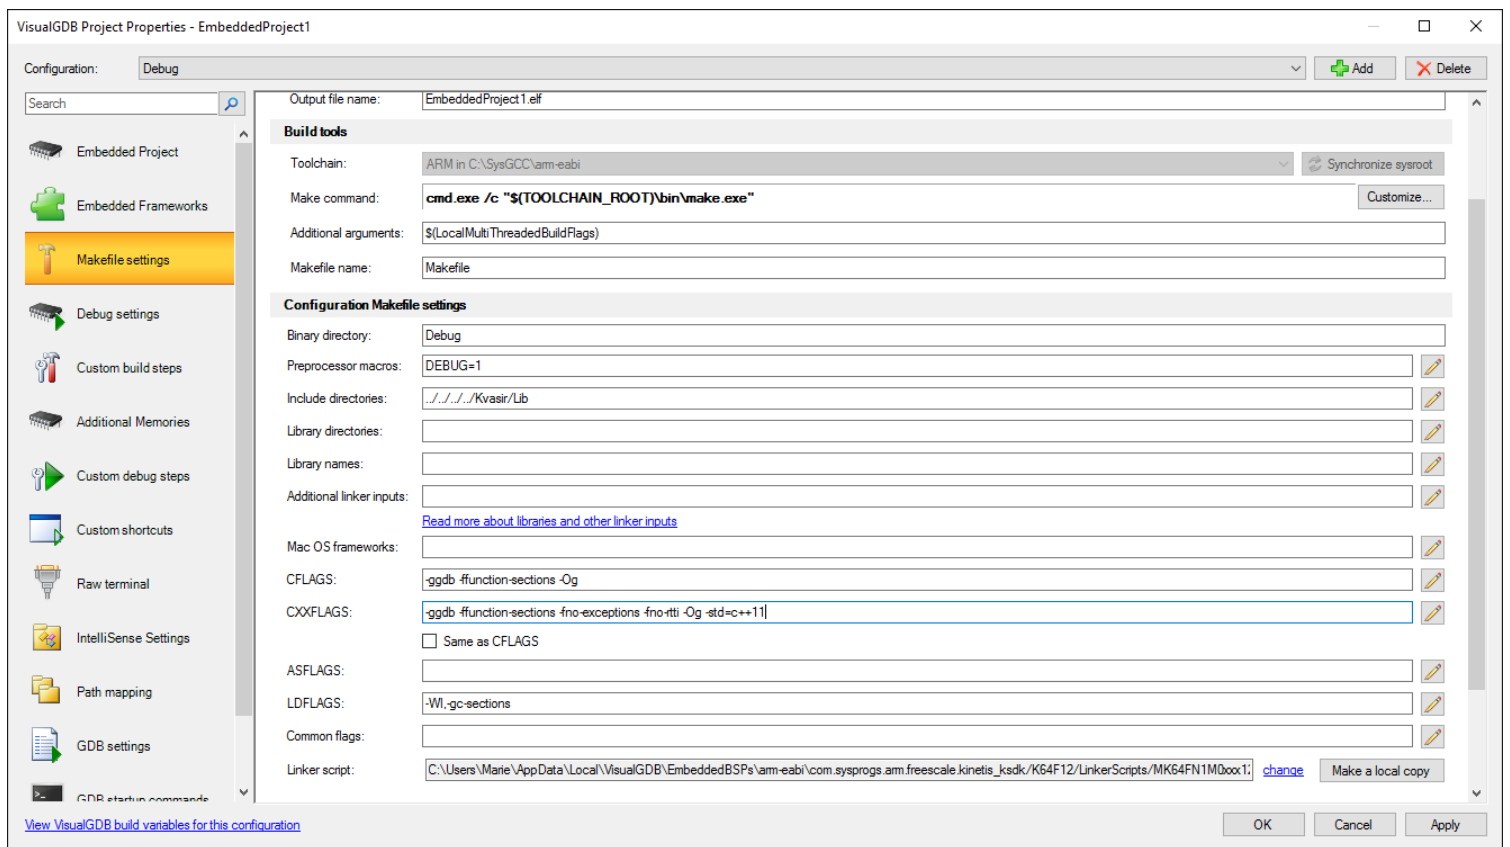 VisualGDB Project Properties - EmbeddedProject1
Configuration: Debug Add Delete
Search
Embedded Project
Embedded Frameworks
Makefile settings
Debug settings
Custom build steps
Additional Memories
Custom debug steps
Custom shortcuts
Raw terminal
IntelliSense Settings
Path mapping
GDB settings
GDB startup commands
Output file name: EmbeddedProject1.elf
Build tools
Toolchain: ARM in C:\SysGCC\arm-eabi Synchronize sysroot
Make command: cmd.exe /c "$(TOOLCHAIN_ROOT)\bin\make.exe" Customize...
Additional arguments: $(LocalMultiThreadedBuildFlags)
Makefile name: Makefile
Configuration Makefile settings
Binary directory: Debug
Preprocessor macros: DEBUG=1
Include directories: ../../../../Kvasir/Lib
Library directories:
Library names:
Additional linker inputs:
Read more about libraries and other linker inputs
Mac OS frameworks:
CFLAGS: -ggdb -ffunction-sections -Og
CXXFLAGS: -ggdb -ffunction-sections -fno-exceptions -fno-rtti -Og -std=c++11
Same as CFLAGS
ASFLAGS:
LDFLAGS: -Wl,-gc-sections
Common flags:
Linker script: C:\Users\Marie\AppData\Local\VisualGDB\EmbeddedBSPs\arm-eabi\com.sysprogs.arm.freescale.kinetis_ksdk/K64F12/LinkerScripts/MK64FN1M0xxx12 change Make a local copy
View VisualGDB build variables for this configuration
OK Cancel Apply